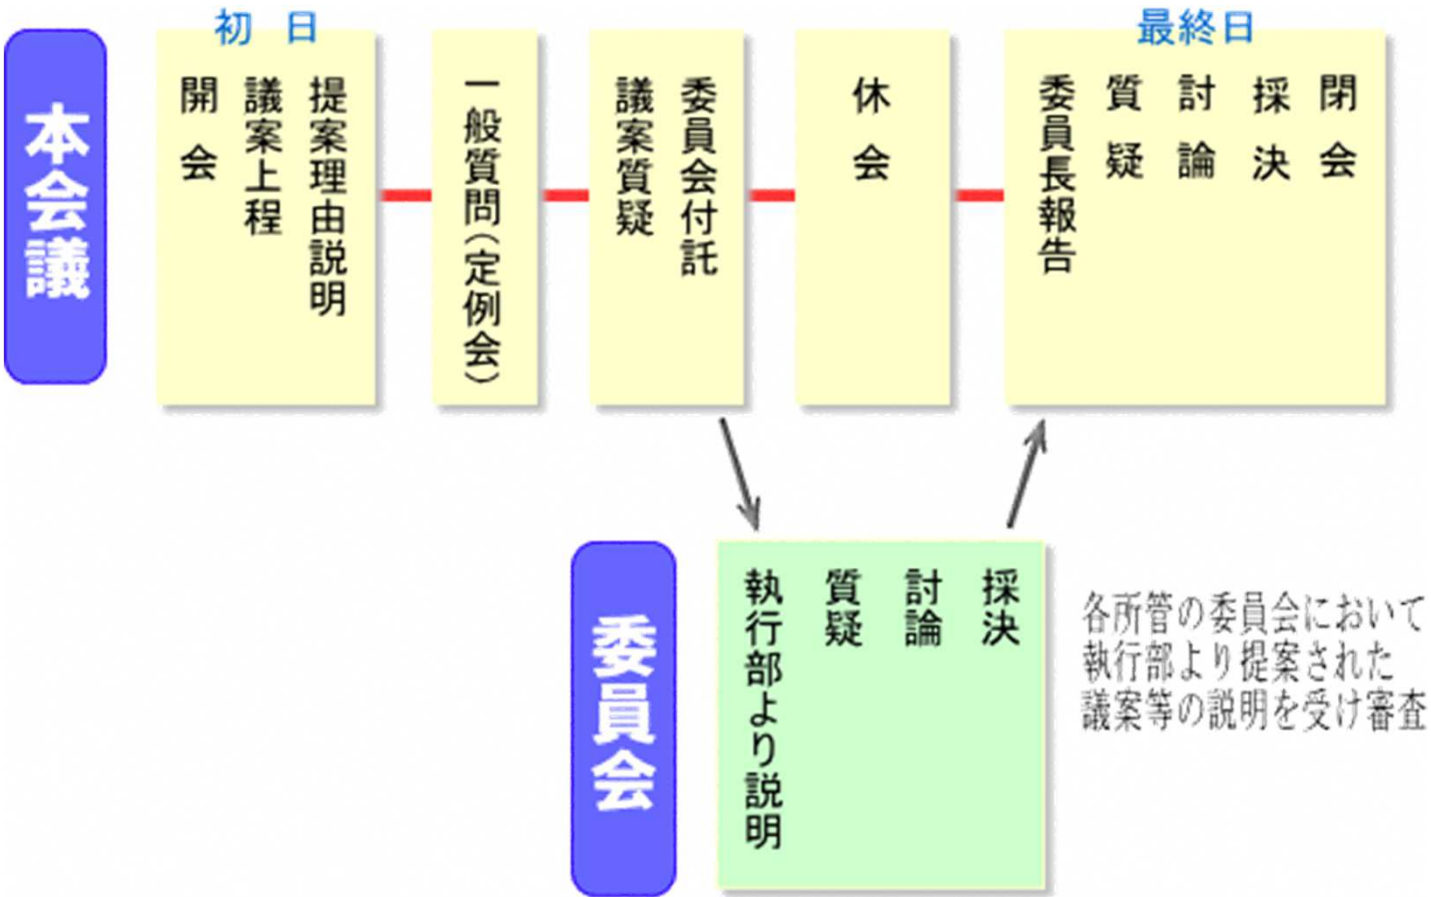 本会議
初日
開会
議案上程
提案理由説明
一般質問(定例会)
議案質疑
委員会付託
休会
最終日
委員長報告
質疑
討論
採決
閉会
委員会
執行部より説明
質疑
討論
採決
各所管の委員会において
執行部より提案された
議案等の説明を受け審査